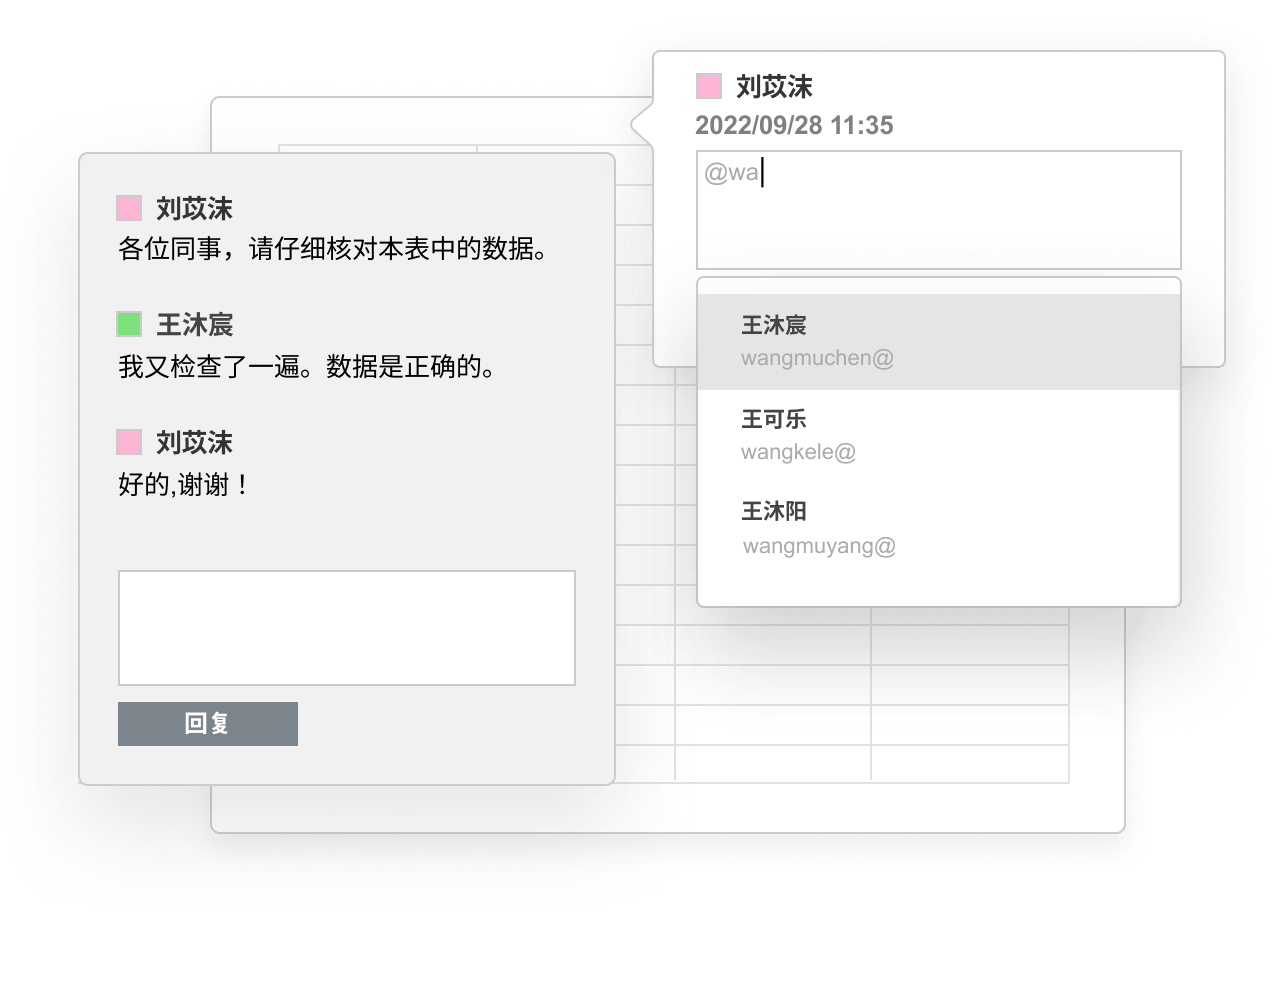 刘苡沫
各位同事，请仔细核对本表中的数据。
王沐宸
我又检查了一遍。数据是正确的。
刘苡沫
好的,谢谢！
回复
刘苡沫
2022/09/28 11:35
@wa
王沐宸
wangmuchen@
王可乐
wangkele@
王沐阳
wangmuyang@